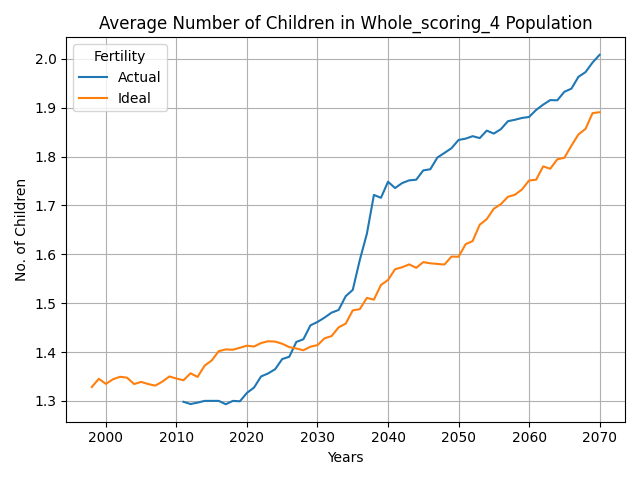 Average Number of Children in Whole_scoring_4 Population
Fertility
Actual
Ideal
No. of Children
2.0
1.9
1.8
1.7
1.6
1.5
1.4
1.3
2000 2010 2020 2030 2040 2050 2060 2070
Years